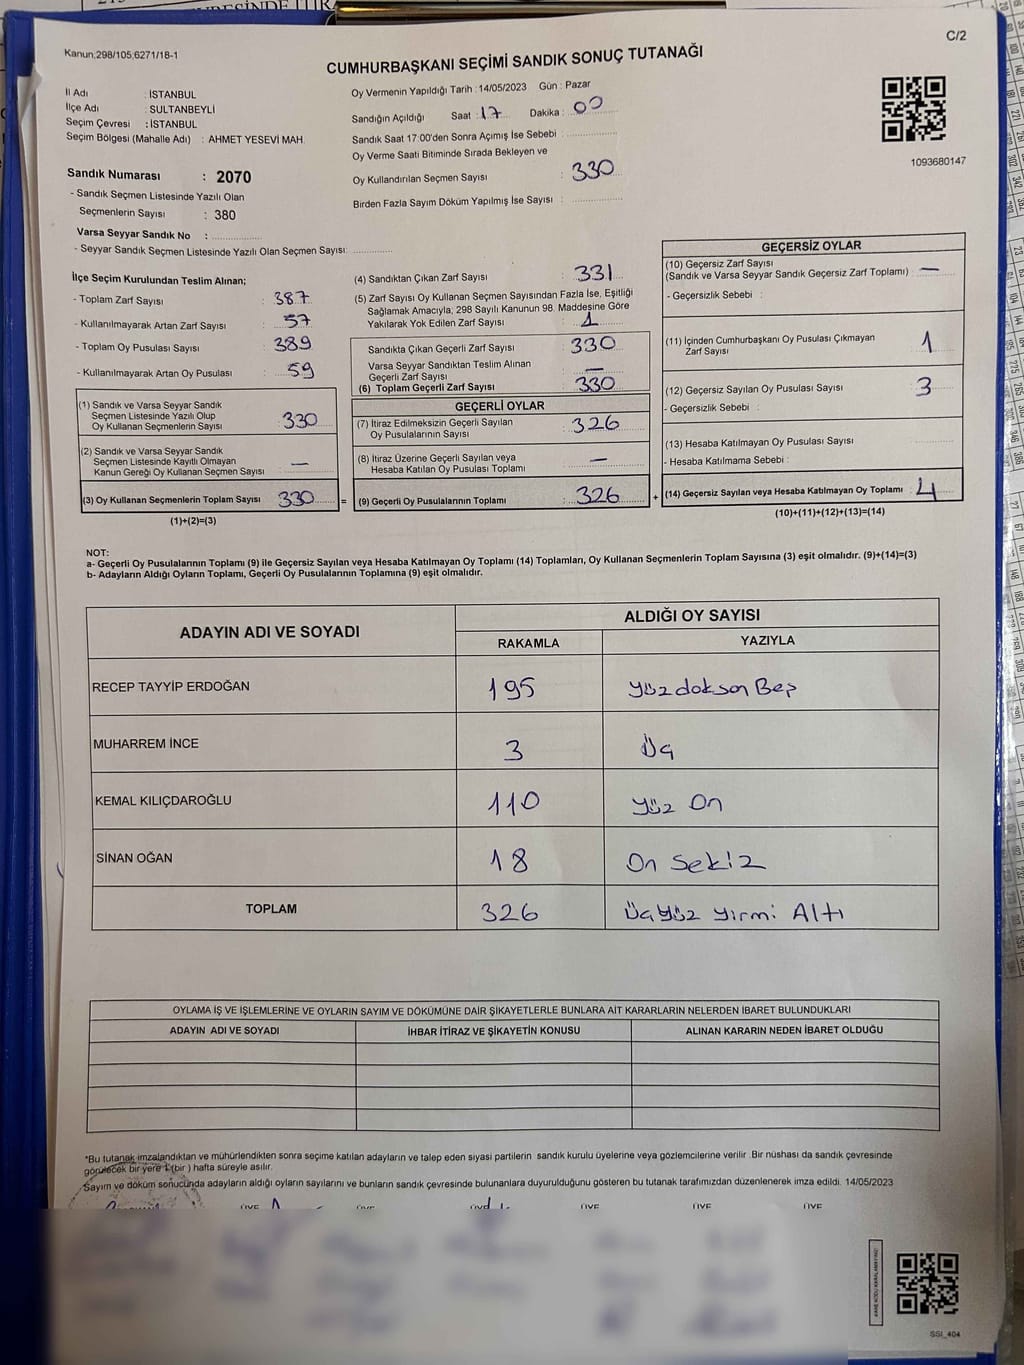 C/2
Kanun;298/105;6271/18-1
CUMHURBAŞKANI SEÇİMİ SANDIK SONUÇ TUTANAĞI
İl Adı : İSTANBUL
İlçe Adı : SULTANBEYLİ
Seçim Çevresi : İSTANBUL
Seçim Bölgesi (Mahalle Adı) : AHMET YESEVİ MAH.
Oy Vermenin Yapıldığı Tarih : 14/05/2023 Gün : Pazar
Sandığın Açıldığı Saat : 17 Dakika : 00
Sandık Saat 17:00'den Sonra Açımış İse Sebebi :
Oy Verme Saati Bitiminde Sırada Bekleyen ve
Oy Kullandırılan Seçmen Sayısı : 330
Birden Fazla Sayım Döküm Yapılmış İse Sayısı :
1093680147
Sandık Numarası : 2070
- Sandık Seçmen Listesinde Yazılı Olan
Seçmenlerin Sayısı : 380
Varsa Seyyar Sandık No :
- Seyyar Sandık Seçmen Listesinde Yazılı Olan Seçmen Sayısı:
İlçe Seçim Kurulundan Teslim Alınan;
- Toplam Zarf Sayısı : 387
- Kullanılmayarak Artan Zarf Sayısı : 57
- Toplam Oy Pusulası Sayısı : 389
- Kullanılmayarak Artan Oy Pusulası : 59
(1) Sandık ve Varsa Seyyar Sandık
Seçmen Listesinde Yazılı Olup
Oy Kullanan Seçmenlerin Sayısı : 330
(2) Sandık ve Varsa Seyyar Sandık
Seçmen Listesinde Kayıtlı Olmayan
Kanun Gereği Oy Kullanan Seçmen Sayısı : —
(3) Oy Kullanan Seçmenlerin Toplam Sayısı : 330 =
(1)+(2)=(3)
(4) Sandıktan Çıkan Zarf Sayısı : 331
(5) Zarf Sayısı Oy Kullanan Seçmen Sayısından Fazla İse, Eşitliği
Sağlamak Amacıyla, 298 Sayılı Kanunun 98. Maddesine Göre
Yakılarak Yok Edilen Zarf Sayısı : 1
Sandıkta Çıkan Geçerli Zarf Sayısı : 330
Varsa Seyyar Sandıktan Teslim Alınan
Geçerli Zarf Sayısı : —
(6) Toplam Geçerli Zarf Sayısı : 330
GEÇERLİ OYLAR
(7) İtiraz Edilmeksizin Geçerli Sayılan
Oy Pusulalarının Sayısı : 326
(8) İtiraz Üzerine Geçerli Sayılan veya
Hesaba Katılan Oy Pusulası Toplamı : —
(9) Geçerli Oy Pusulalarının Toplamı : 326 +
GEÇERSİZ OYLAR
(10) Geçersiz Zarf Sayısı
(Sandık ve Varsa Seyyar Sandık Geçersiz Zarf Toplamı) : —
- Geçersizlik Sebebi :
(11) İçinden Cumhurbaşkanı Oy Pusulası Çıkmayan
Zarf Sayısı : 1
(12) Geçersiz Sayılan Oy Pusulası Sayısı : 3
- Geçersizlik Sebebi :
(13) Hesaba Katılmayan Oy Pusulası Sayısı :
- Hesaba Katılmama Sebebi :
(14) Geçersiz Sayılan veya Hesaba Katılmayan Oy Toplamı : 4
(10)+(11)+(12)+(13)=(14)
NOT:
a- Geçerli Oy Pusulalarının Toplamı (9) ile Geçersiz Sayılan veya Hesaba Katılmayan Oy Toplamı (14) Toplamları, Oy Kullanan Seçmenlerin Toplam Sayısına (3) eşit olmalıdır. (9)+(14)=(3)
b- Adayların Aldığı Oyların Toplamı, Geçerli Oy Pusulalarının Toplamına (9) eşit olmalıdır.
ADAYIN ADI VE SOYADI
ALDIĞI OY SAYISI
RAKAMLA YAZIYLA
RECEP TAYYİP ERDOĞAN 195 Yüzdoksan Beş
MUHARREM İNCE 3 Üç
KEMAL KILIÇDAROĞLU 110 Yüz On
SİNAN OĞAN 18 On Sekiz
TOPLAM 326 Üçyüz Yirmi Altı
OYLAMA İŞ VE İŞLEMLERİNE VE OYLARIN SAYIM VE DÖKÜMÜNE DAİR ŞİKAYETLERLE BUNLARA AİT KARARLARIN NELERDEN İBARET BULUNDUKLARI
ADAYIN ADI VE SOYADI İHBAR İTİRAZ VE ŞİKAYETİN KONUSU ALINAN KARARIN NEDEN İBARET OLDUĞU
*Bu tutanak imzalandıktan ve mühürlendikten sonra seçime katılan adayların ve talep eden siyasi partilerin sandık kurulu üyelerine veya gözlemcilerine verilir. Bir nüshası da sandık çevresinde
görülecek bir yere 1 (bir ) hafta süreyle asılır.
Sayım ve döküm sonucunda adayların aldığı oyların sayılarını ve bunların sandık çevresinde bulunanlara duyurulduğunu gösteren bu tutanak tarafımızdan düzenlenerek imza edildi. 14/05/2023
ÜYE ÜYE ÜYE ÜYE ÜYE
KARE KODU KARALAMAYINIZ!
SSI_404